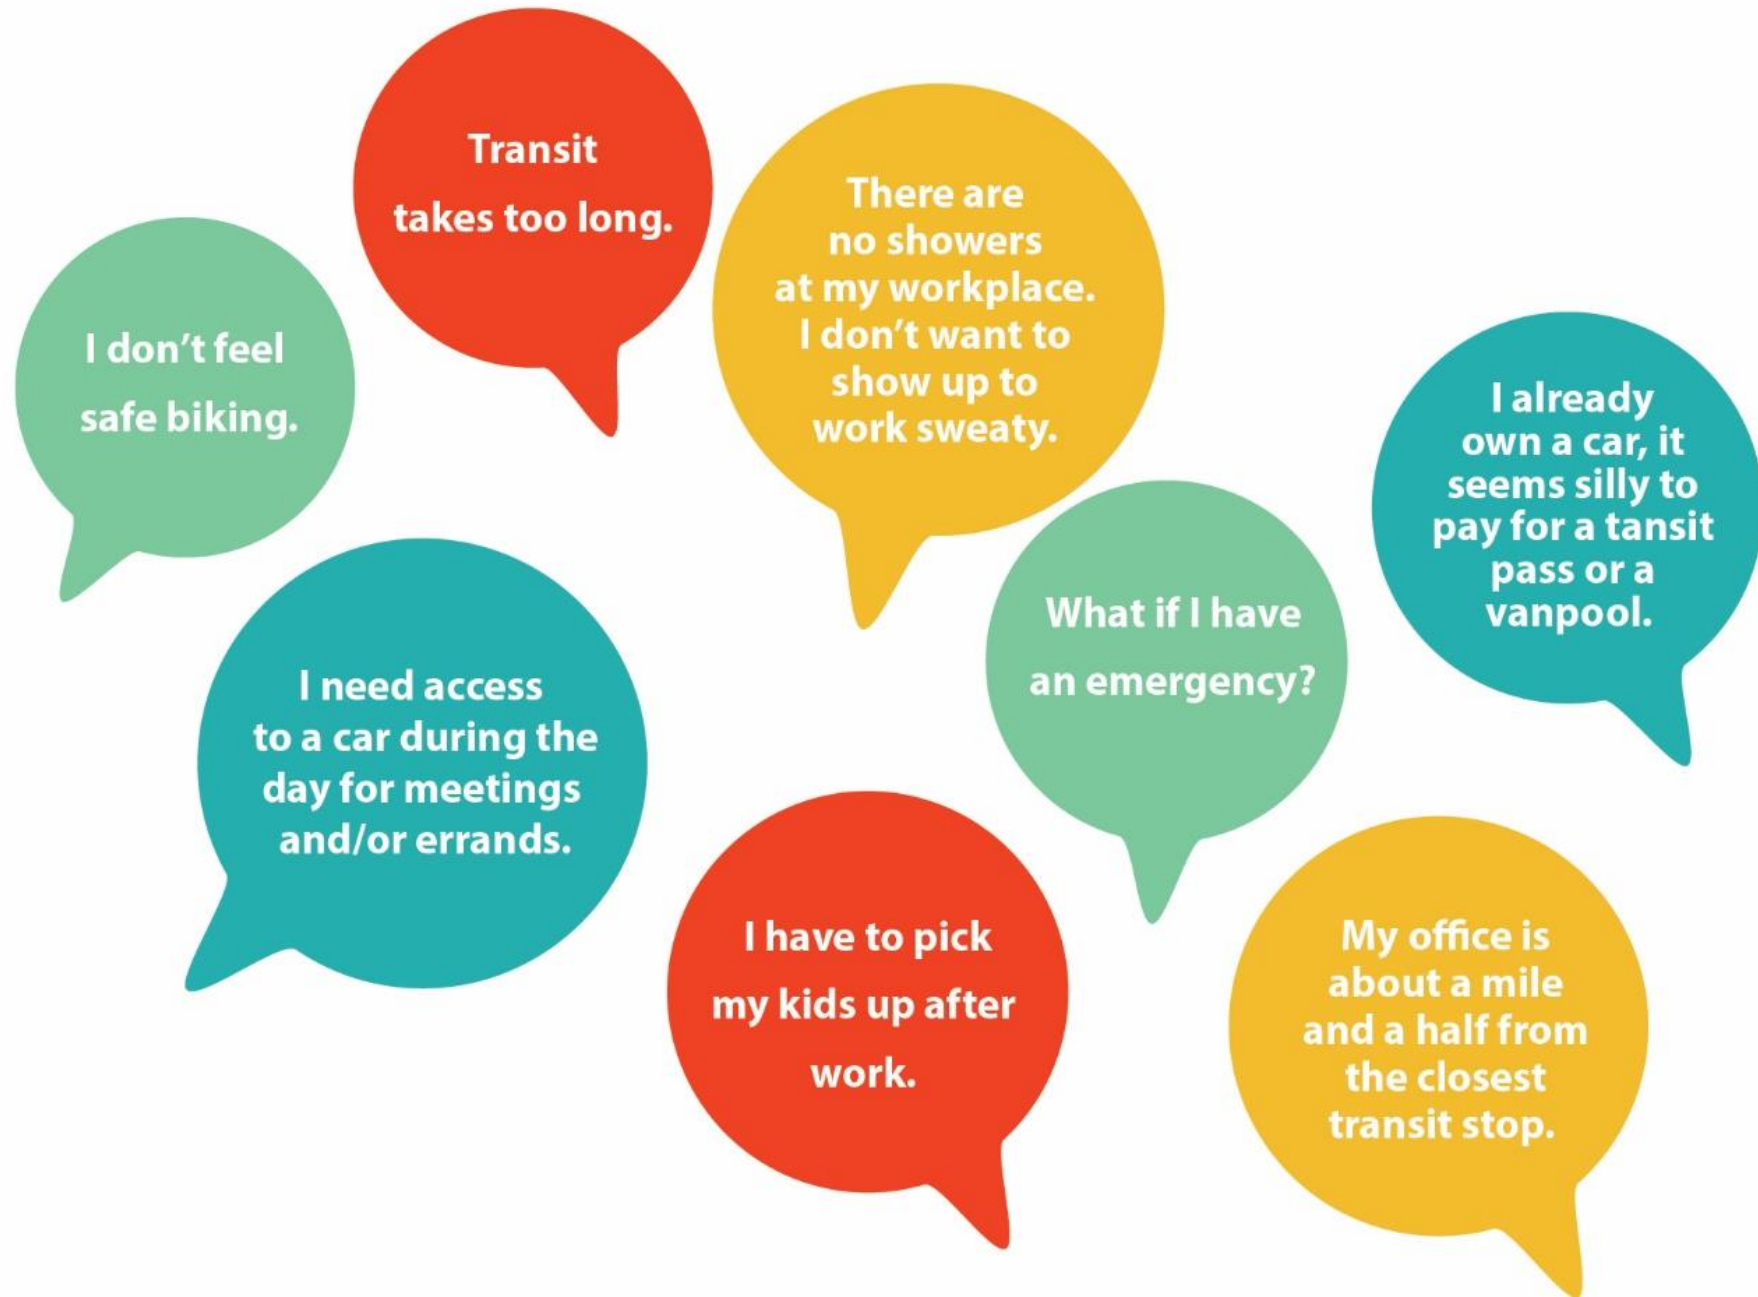 Transit
takes too long.
There are
no showers
at my workplace.
I don't want to
show up to
work sweaty.
I don't feel
safe biking.
I already
own a car, it
seems silly to
pay for a tansit
pass or a
vanpool.
What if I have
an emergency?
I need access
to a car during the
day for meetings
and/or errands.
I have to pick
my kids up after
work.
My office is
about a mile
and a half from
the closest
transit stop.